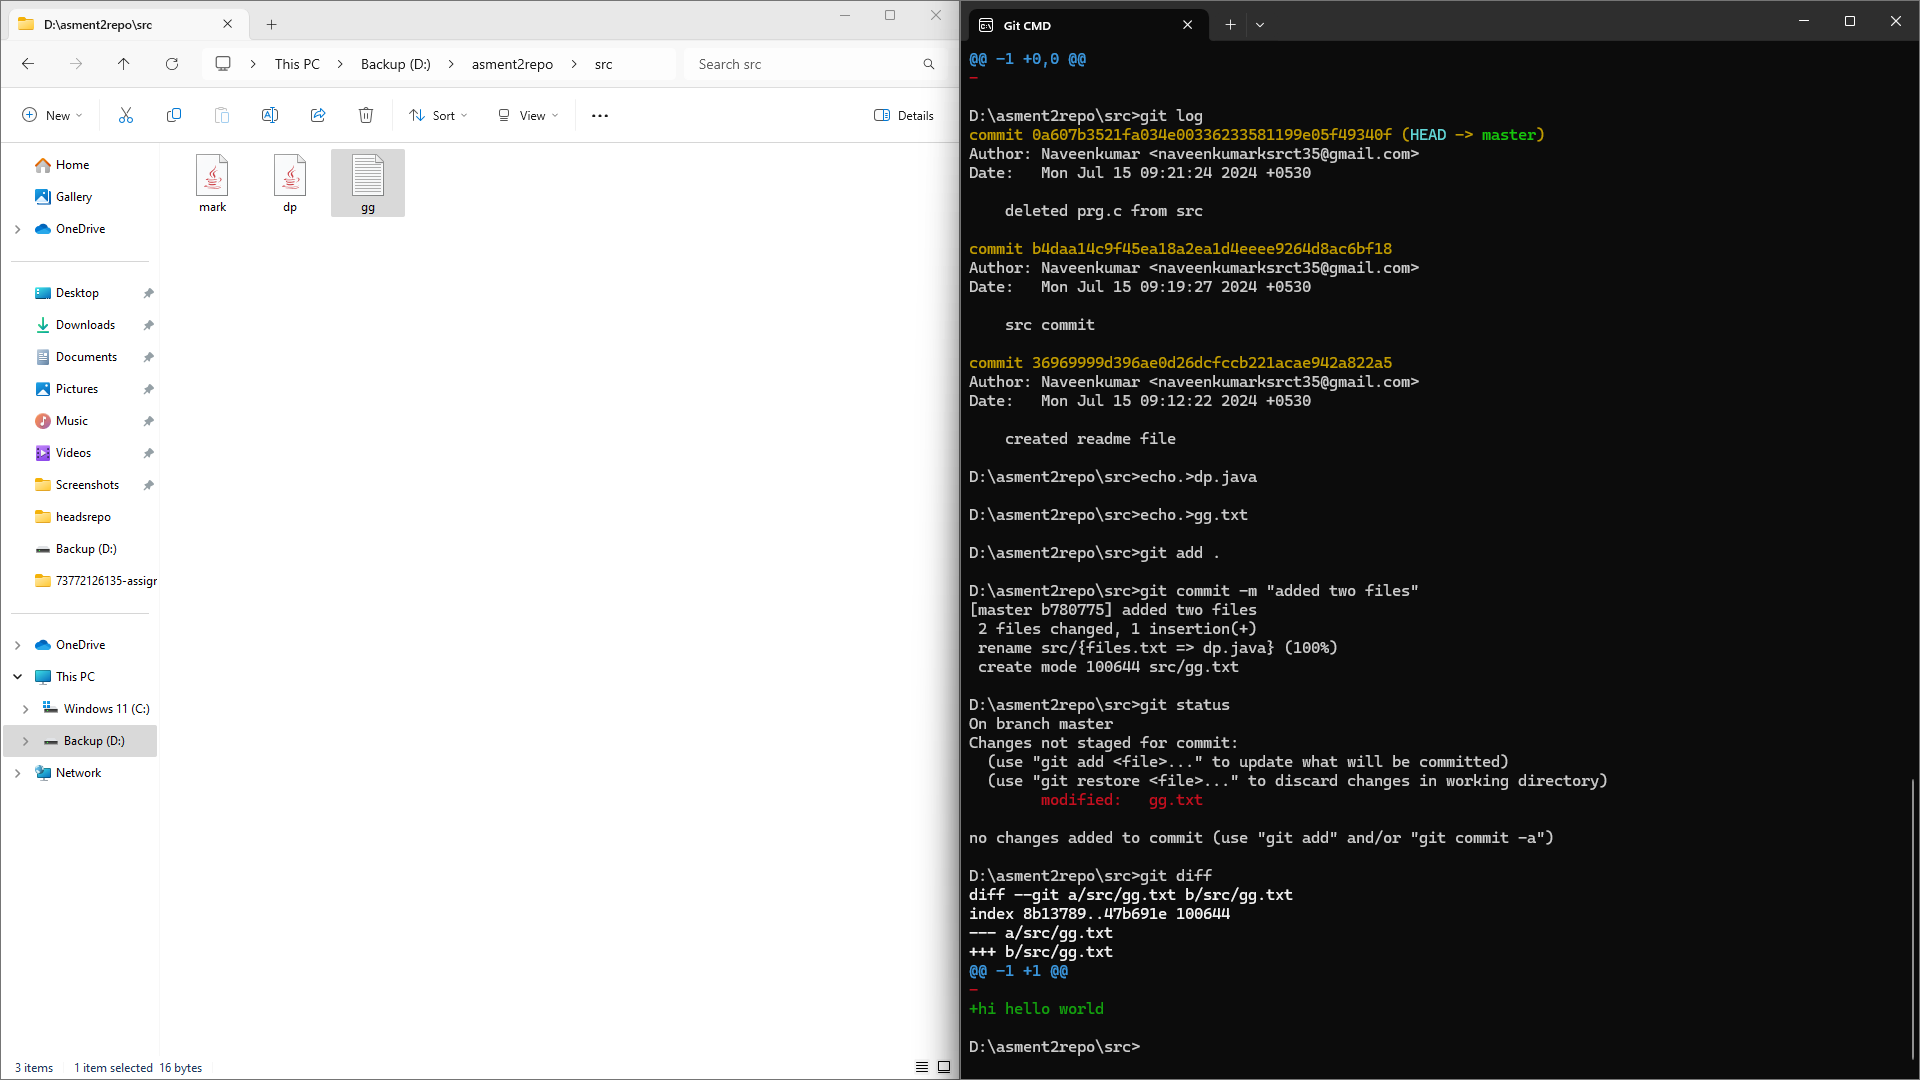 D:\asment2repo\src
This PC > Backup (D:) > asment2repo > src
Search src
New
Sort
View
Details
Home
Gallery
OneDrive
Desktop
Downloads
Documents
Pictures
Music
Videos
Screenshots
headsrepo
Backup (D:)
73772126135-assigr
OneDrive
This PC
Windows 11 (C:)
Backup (D:)
Network
mark
dp
gg
3 items
1 item selected 16 bytes
Git CMD
@@ -1 +0,0 @@
-
D:\asment2repo\src>git log
commit 0a607b3521fa034e00336233581199e05f49340f (HEAD -> master)
Author: Naveenkumar <naveenkumarksrct35@gmail.com>
Date:   Mon Jul 15 09:21:24 2024 +0530
deleted prg.c from src
commit b4daa14c9f45ea18a2ea1d4eeee9264d8ac6bf18
Author: Naveenkumar <naveenkumarksrct35@gmail.com>
Date:   Mon Jul 15 09:19:27 2024 +0530
src commit
commit 36969999d396ae0d26dcfccb221acae942a822a5
Author: Naveenkumar <naveenkumarksrct35@gmail.com>
Date:   Mon Jul 15 09:12:22 2024 +0530
created readme file
D:\asment2repo\src>echo.>dp.java
D:\asment2repo\src>echo.>gg.txt
D:\asment2repo\src>git add .
D:\asment2repo\src>git commit -m "added two files"
[master b780775] added two files
2 files changed, 1 insertion(+)
rename src/{files.txt => dp.java} (100%)
create mode 100644 src/gg.txt
D:\asment2repo\src>git status
On branch master
Changes not staged for commit:
(use "git add <file>..." to update what will be committed)
(use "git restore <file>..." to discard changes in working directory)
modified:   gg.txt
no changes added to commit (use "git add" and/or "git commit -a")
D:\asment2repo\src>git diff
diff --git a/src/gg.txt b/src/gg.txt
index 8b13789..47b691e 100644
--- a/src/gg.txt
+++ b/src/gg.txt
@@ -1 +1 @@
-
+hi hello world
D:\asment2repo\src>